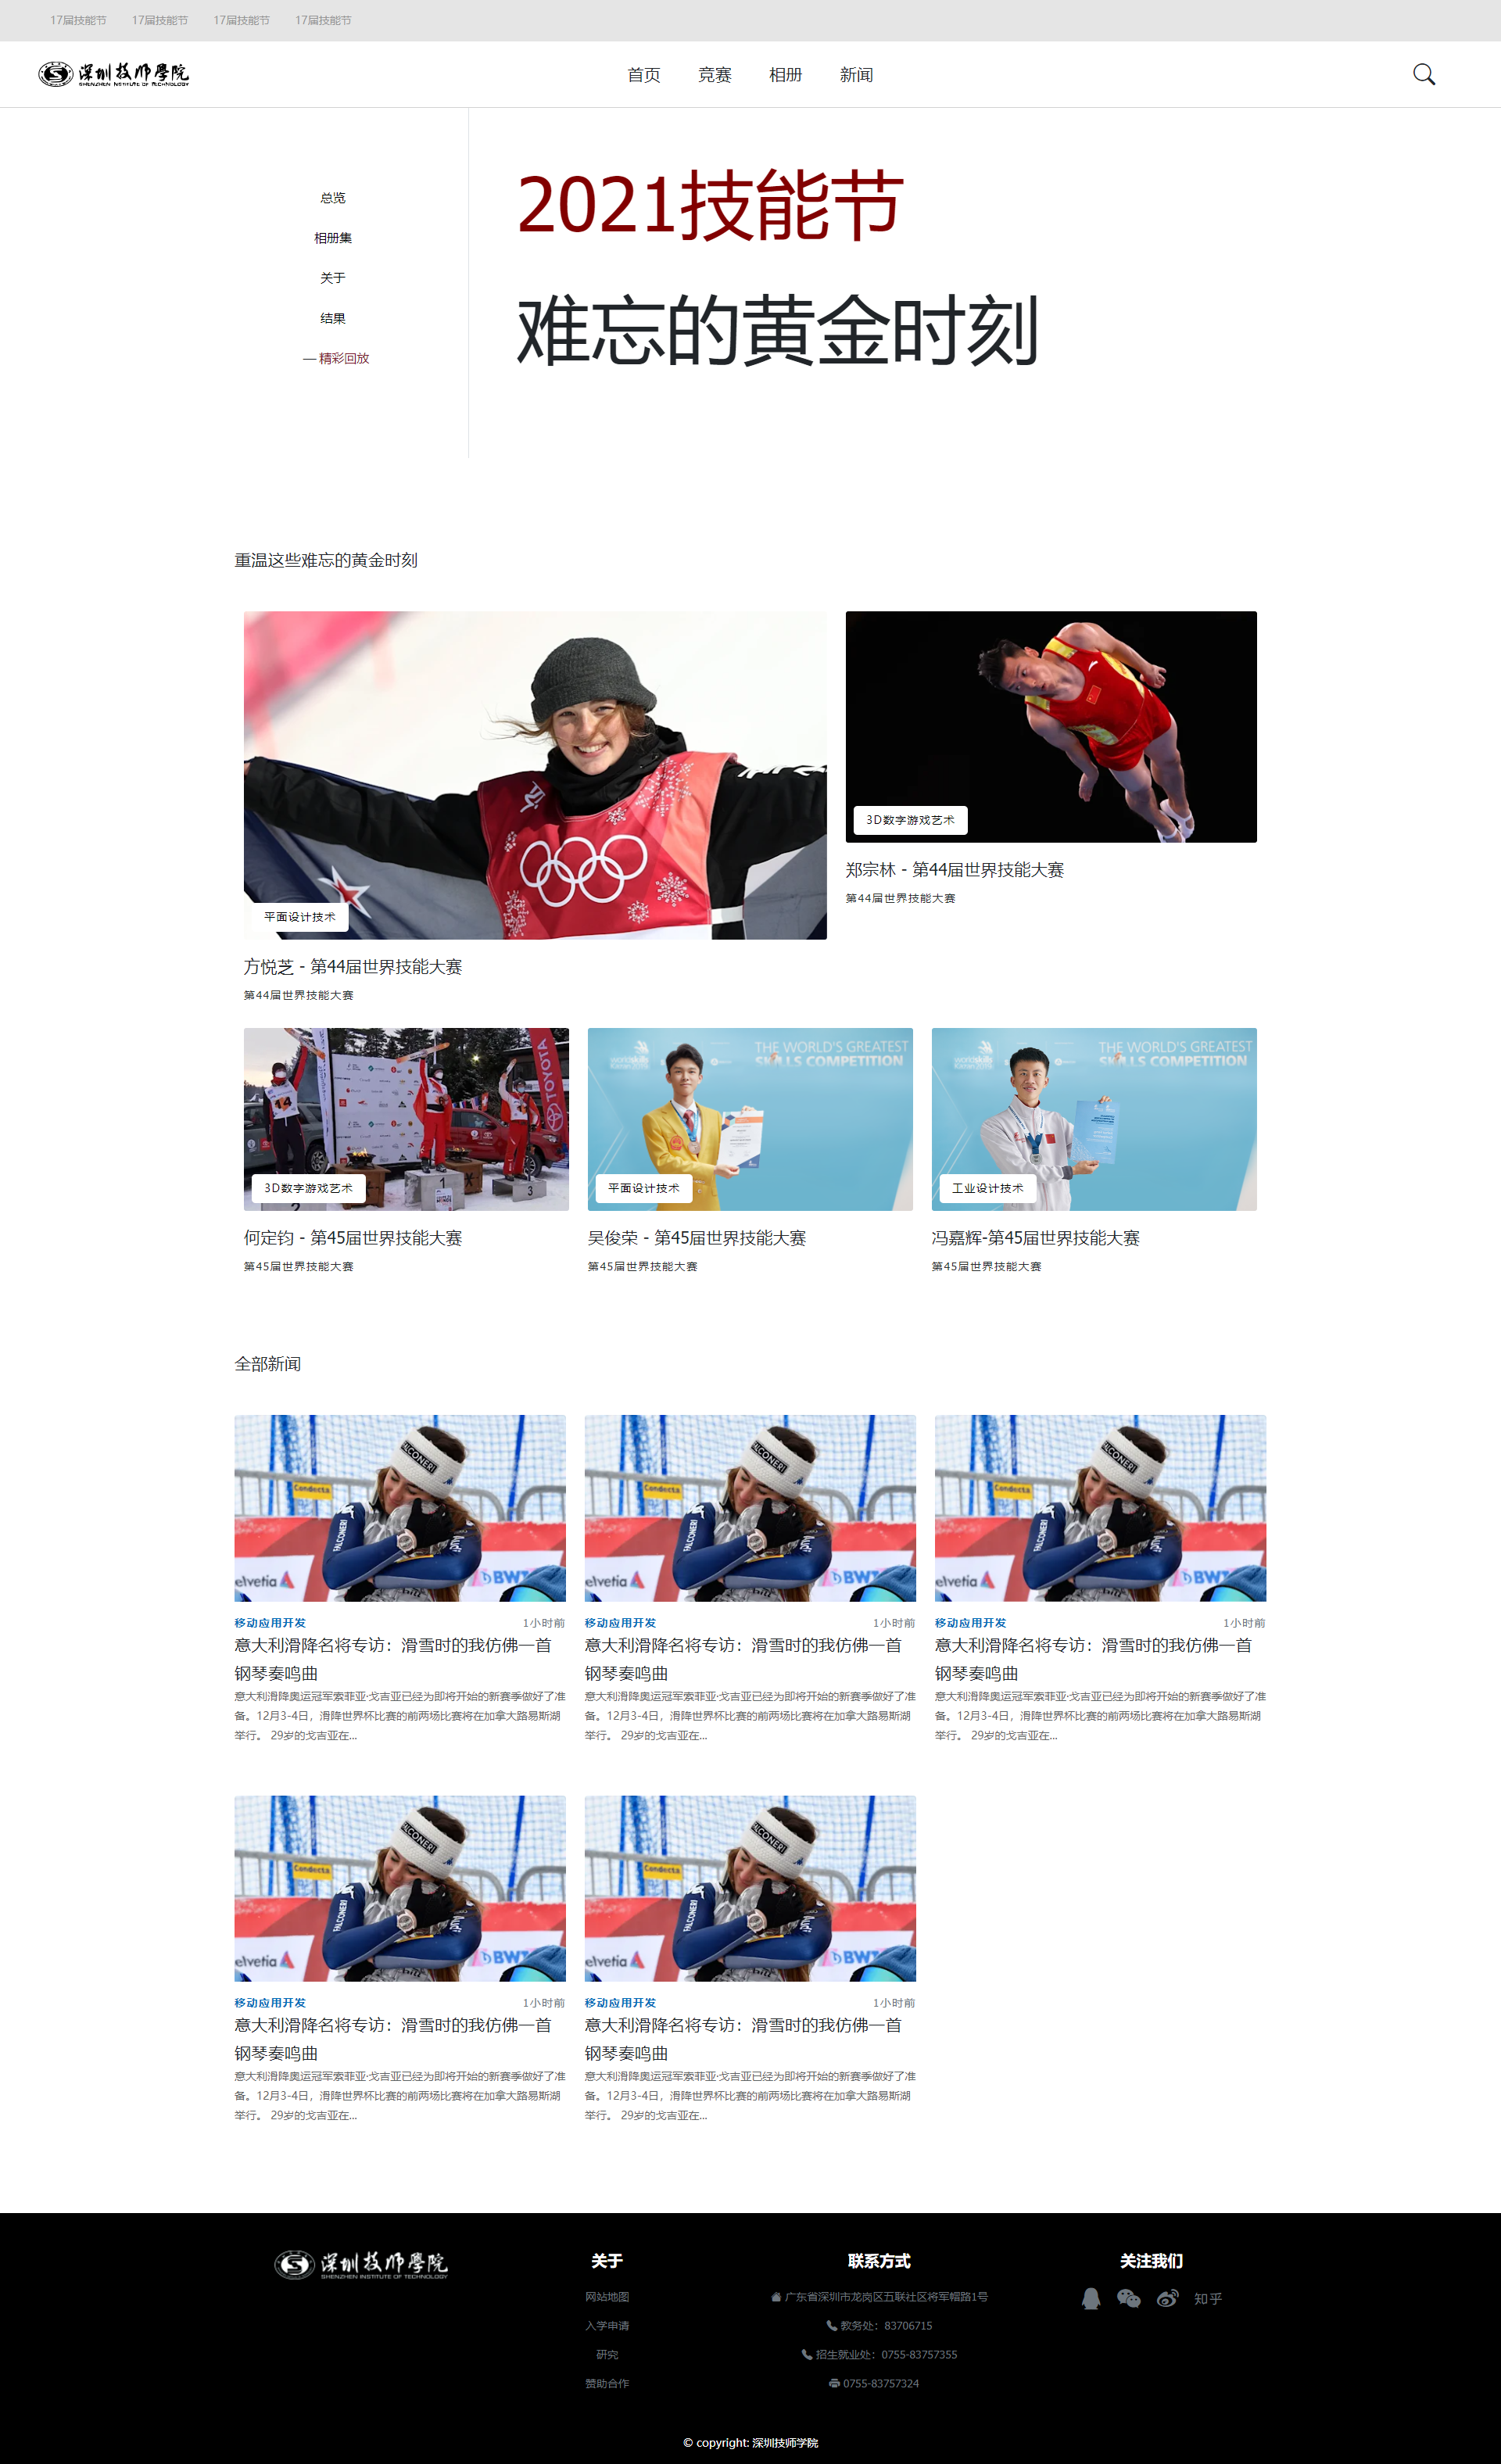 17届技能节 17届技能节 17届技能节 17届技能节
深圳技师學院
SHENZHEN INSTITUTE OF TECHNOLOGY
首页 竞赛 相册 新闻
总览
相册集
关于
结果
— 精彩回放
2021技能节
难忘的黄金时刻
重温这些难忘的黄金时刻
平面设计技术
方悦芝 - 第44届世界技能大赛
第44届世界技能大赛
3D数字游戏艺术
郑宗林 - 第44届世界技能大赛
第44届世界技能大赛
14
TOYOTA
1
2
3
3D数字游戏艺术
何定钧 - 第45届世界技能大赛
第45届世界技能大赛
THE WORLD'S GREATEST
SKILLS COMPETITION
平面设计技术
吴俊荣 - 第45届世界技能大赛
第45届世界技能大赛
THE WORLD'S GREATEST
SKILLS COMPETITION
工业设计技术
冯嘉辉-第45届世界技能大赛
第45届世界技能大赛
全部新闻
FALCONERI
Condecta
Audi
elvetia
BWT
移动应用开发 1小时前
意大利滑降名将专访：滑雪时的我仿佛一首
钢琴奏鸣曲
意大利滑降奥运冠军索菲亚·戈吉亚已经为即将开始的新赛季做好了准
备。12月3-4日，滑降世界杯比赛的前两场比赛将在加拿大路易斯湖
举行。 29岁的戈吉亚在...
FALCONERI
Condecta
Audi
elvetia
BWT
移动应用开发 1小时前
意大利滑降名将专访：滑雪时的我仿佛一首
钢琴奏鸣曲
意大利滑降奥运冠军索菲亚·戈吉亚已经为即将开始的新赛季做好了准
备。12月3-4日，滑降世界杯比赛的前两场比赛将在加拿大路易斯湖
举行。 29岁的戈吉亚在...
FALCONERI
Condecta
Audi
elvetia
BWT
移动应用开发 1小时前
意大利滑降名将专访：滑雪时的我仿佛一首
钢琴奏鸣曲
意大利滑降奥运冠军索菲亚·戈吉亚已经为即将开始的新赛季做好了准
备。12月3-4日，滑降世界杯比赛的前两场比赛将在加拿大路易斯湖
举行。 29岁的戈吉亚在...
FALCONERI
Condecta
Audi
elvetia
BWT
移动应用开发 1小时前
意大利滑降名将专访：滑雪时的我仿佛一首
钢琴奏鸣曲
意大利滑降奥运冠军索菲亚·戈吉亚已经为即将开始的新赛季做好了准
备。12月3-4日，滑降世界杯比赛的前两场比赛将在加拿大路易斯湖
举行。 29岁的戈吉亚在...
FALCONERI
Condecta
Audi
elvetia
BWT
移动应用开发 1小时前
意大利滑降名将专访：滑雪时的我仿佛一首
钢琴奏鸣曲
意大利滑降奥运冠军索菲亚·戈吉亚已经为即将开始的新赛季做好了准
备。12月3-4日，滑降世界杯比赛的前两场比赛将在加拿大路易斯湖
举行。 29岁的戈吉亚在...
深圳技师學院
SHENZHEN INSTITUTE OF TECHNOLOGY
关于
网站地图
入学申请
研究
赞助合作
联系方式
广东省深圳市龙岗区五联社区将军帽路1号
教务处：83706715
招生就业处：0755-83757355
0755-83757324
关注我们
知乎
© copyright: 深圳技师学院